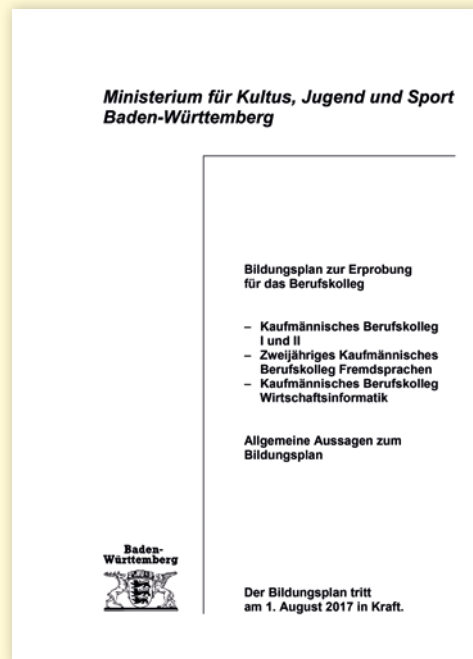 Ministerium für Kultus, Jugend und Sport
Baden-Württemberg
Bildungsplan zur Erprobung
für das Berufskolleg
– Kaufmännisches Berufskolleg
I und II
– Zweijähriges Kaufmännisches
Berufskolleg Fremdsprachen
– Kaufmännisches Berufskolleg
Wirtschaftsinformatik
Allgemeine Aussagen zum
Bildungsplan
Baden-
Württemberg
Der Bildungsplan tritt
am 1. August 2017 in Kraft.